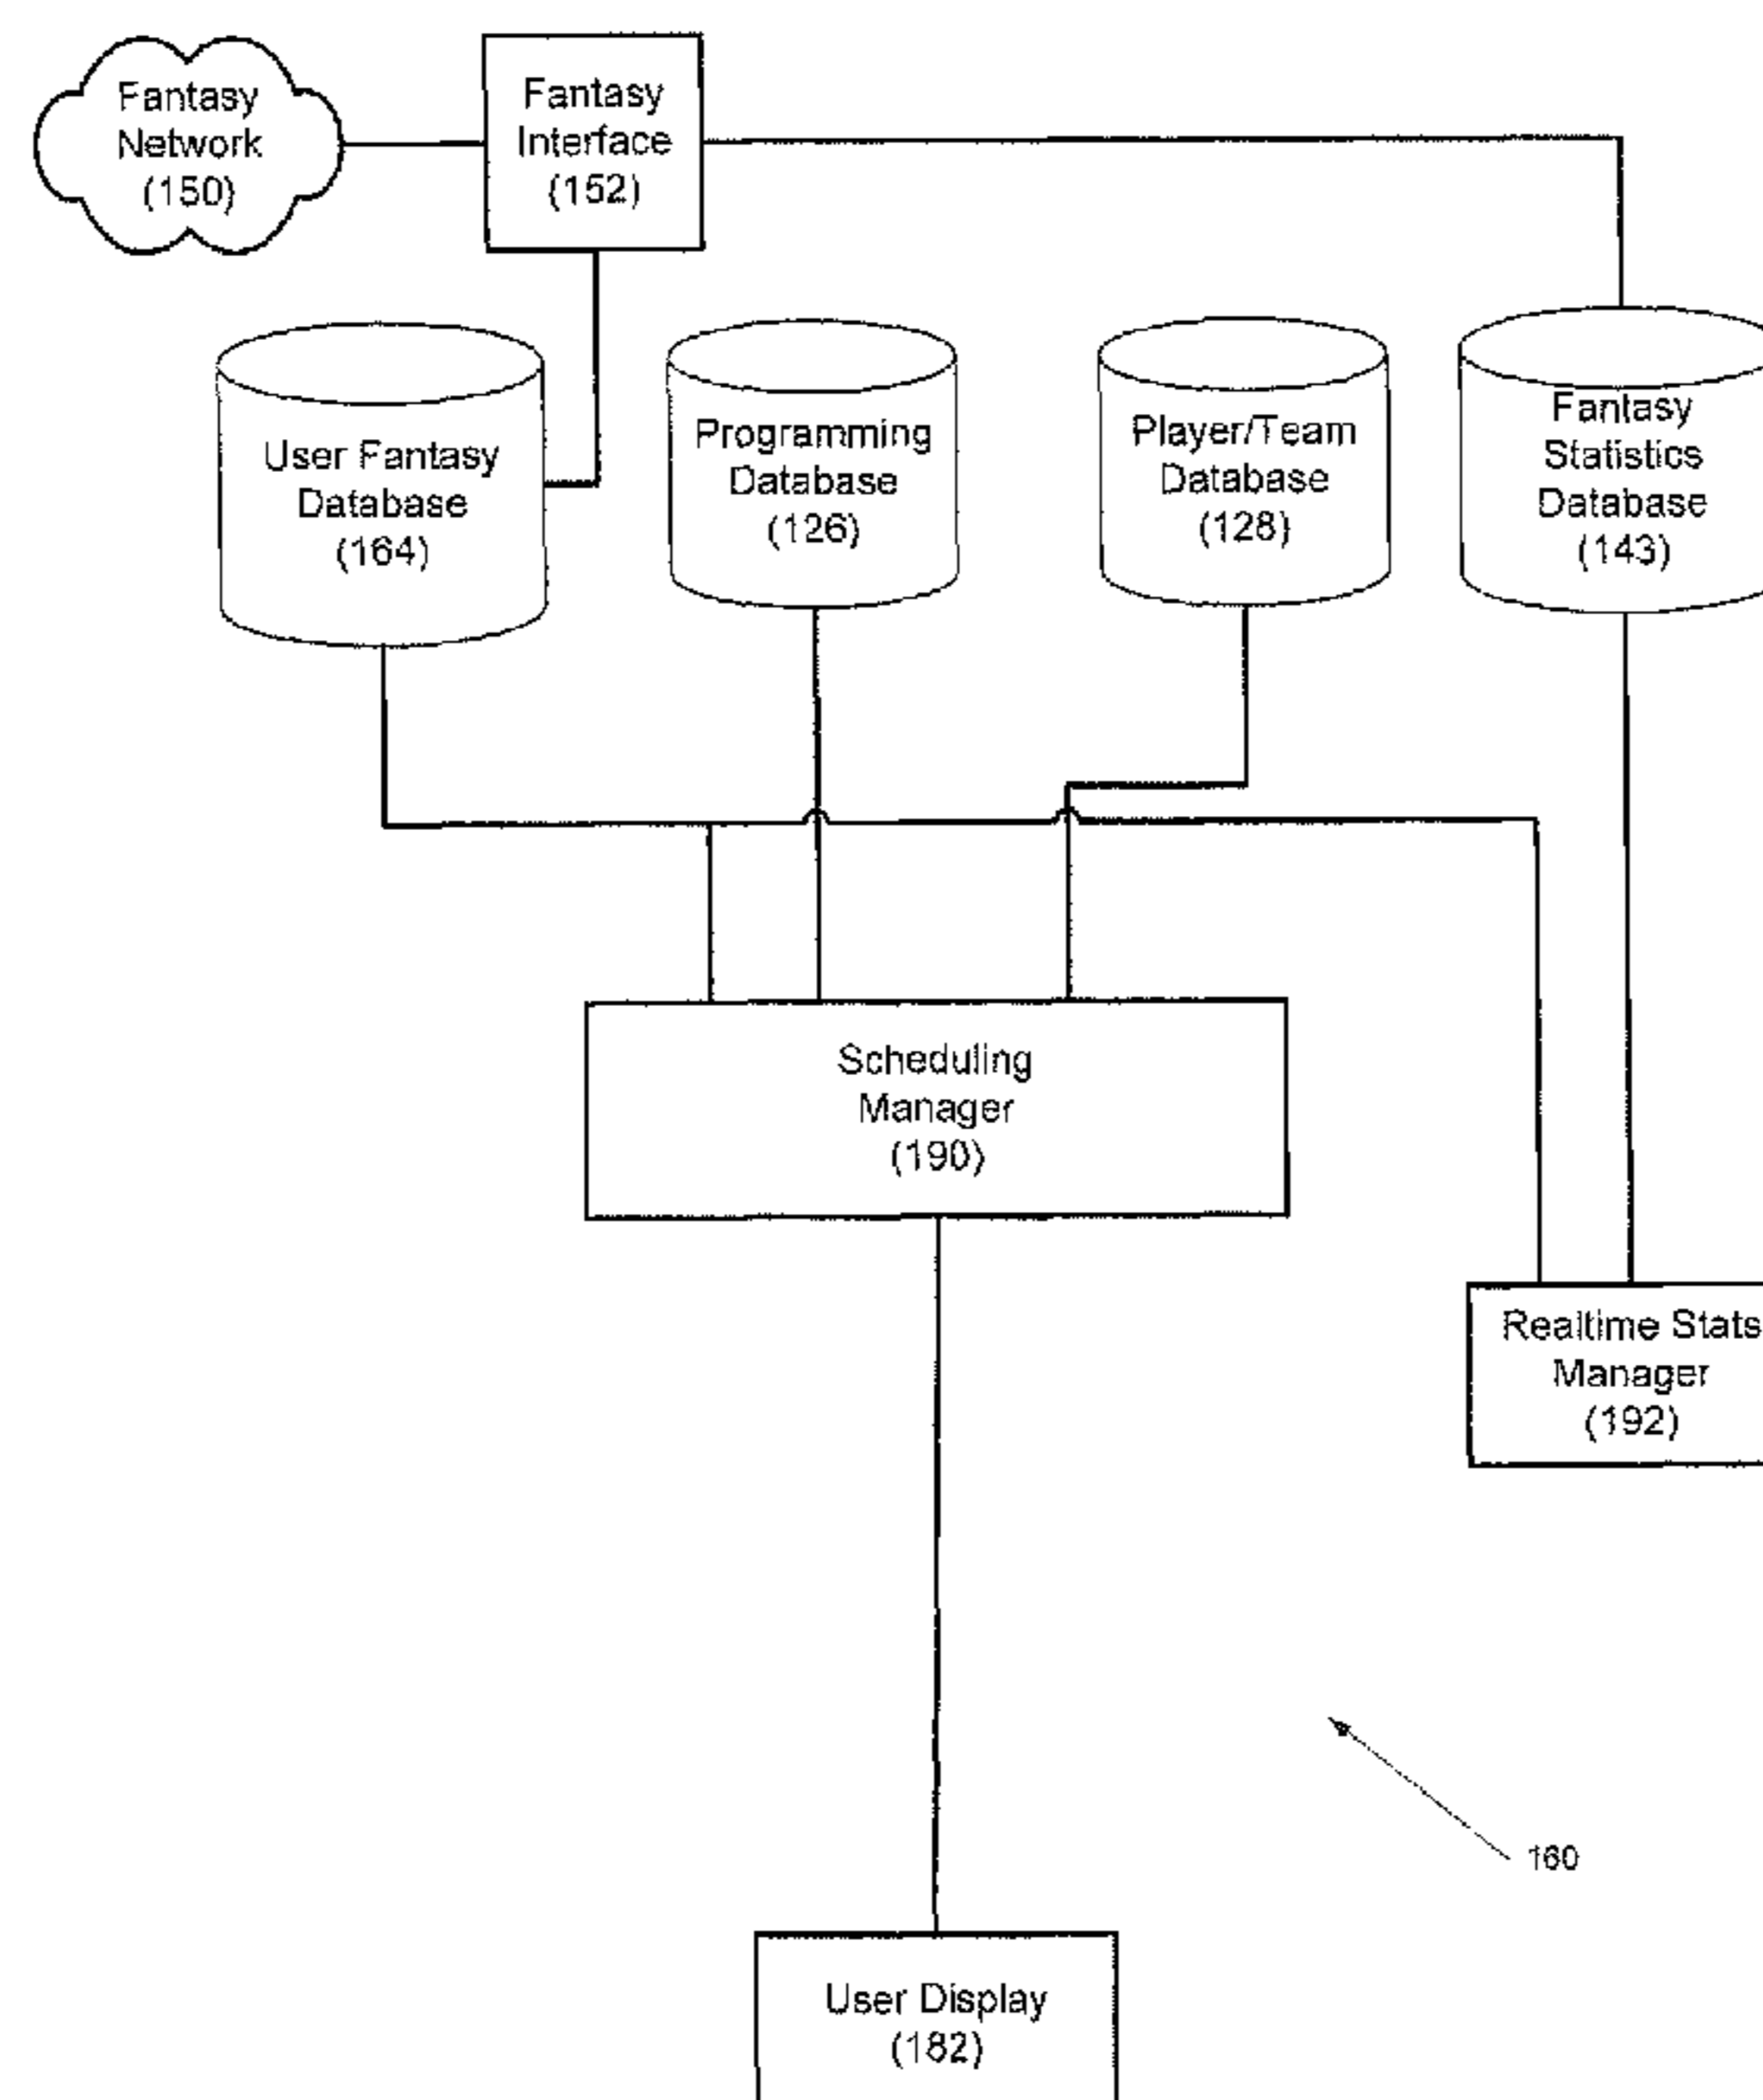 Fantasy
Network
(150)
Fantasy
Interface
(152)
User Fantasy
Database
(164)
Programming
Database
(126)
Player/Team
Database
(128)
Fantasy
Statistics
Database
(143)
Scheduling
Manager
(190)
Realtime Stats
Manager
(192)
160
User Display
(182)